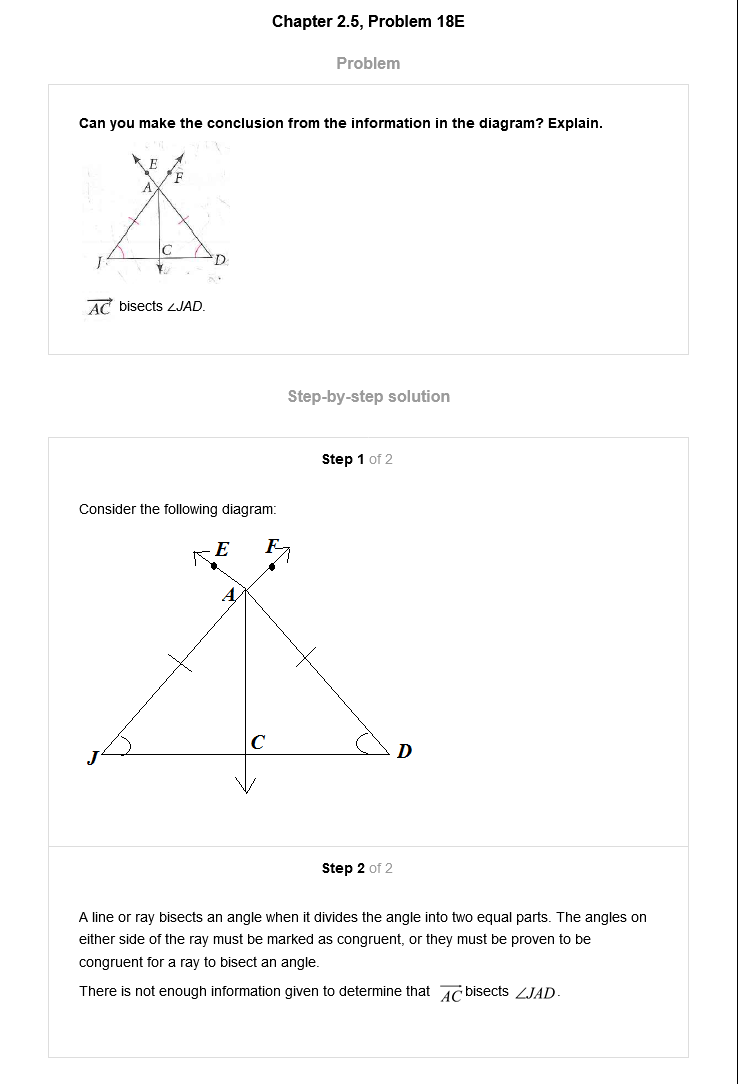 Chapter 2.5, Problem 18E
Problem
Can you make the conclusion from the information in the diagram? Explain.
E
F
A
C
J
D
AC bisects ∠JAD.
Step-by-step solution
Step 1 of 2
Consider the following diagram:
E F
A
C
J D
Step 2 of 2
A line or ray bisects an angle when it divides the angle into two equal parts. The angles on
either side of the ray must be marked as congruent, or they must be proven to be
congruent for a ray to bisect an angle.
There is not enough information given to determine that AC bisects ∠JAD.